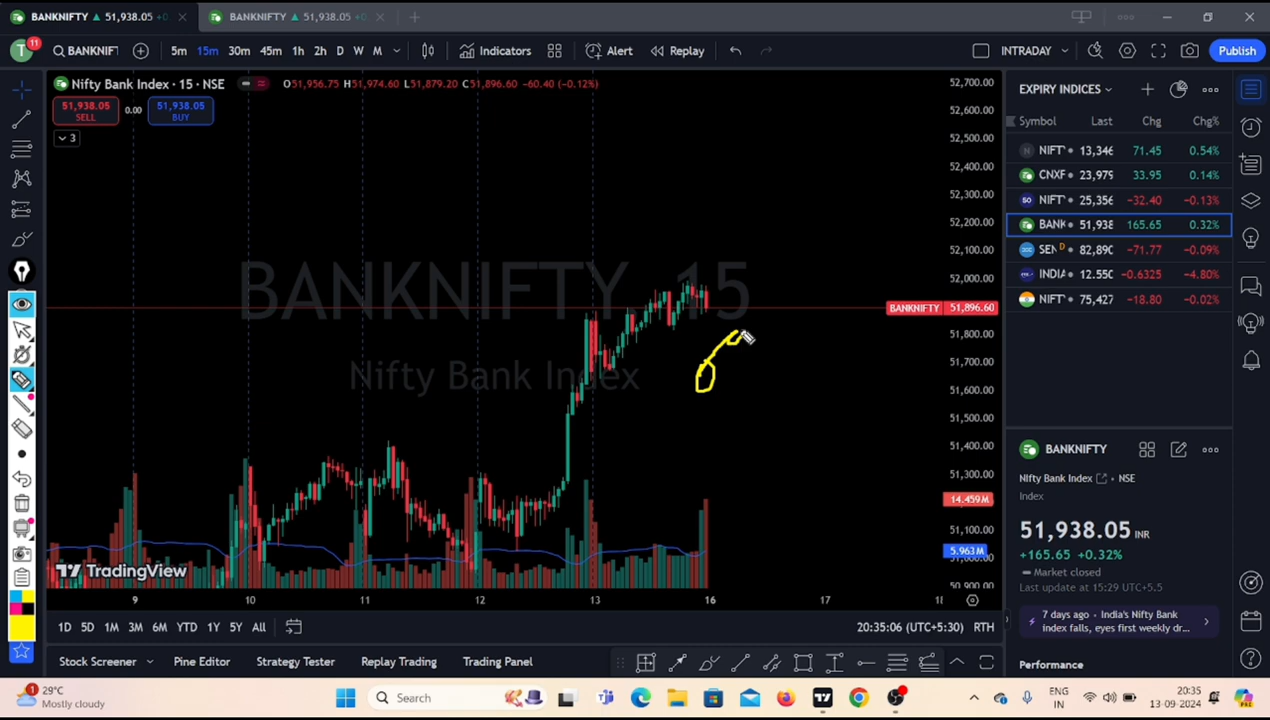 BANKNIFTY ▲ 51,938.05 +0
BANKNIFTY ▲ 51,938.05 +0
T 11 BANKNIFT 5m 15m 30m 45m 1h 2h D W M Indicators Alert Replay INTRADAY Publish
Nifty Bank Index · 15 · NSE O51,956.75 H51,974.60 L51,879.20 C51,896.60 −60.40 (−0.12%)
51,938.05 SELL 0.00 51,938.05 BUY
3
BANKNIFTY, 15
Nifty Bank Index
52,700.00
52,600.00
52,500.00
52,400.00
52,300.00
52,200.00
52,100.00
52,000.00
BANKNIFTY 51,896.60
51,800.00
51,700.00
51,600.00
51,500.00
51,400.00
51,300.00
14.459M
51,100.00
5.963M
50,900.00
TradingView
9 10 11 12 13 16 17 18
1D 5D 1M 3M 6M YTD 1Y 5Y All 20:35:06 (UTC+5:30) RTH
Stock Screener Pine Editor Strategy Tester Replay Trading Trading Panel
EXPIRY INDICES
Symbol Last Chg Chg%
NIFT 13,346 71.45 0.54%
CNXF 23,979 33.95 0.14%
NIFT 25,356 −32.40 −0.13%
BANK 51,938 165.65 0.32%
SEN D 82,890 −71.77 −0.09%
INDIA 12.550 −0.6325 −4.80%
NIFT 75,427 −18.80 −0.02%
BANKNIFTY
Nifty Bank Index • NSE
Index
51,938.05 INR
+165.65 +0.32%
Market closed
Last update at 15:29 UTC+5.5
7 days ago • India's Nifty Bank
index falls, eyes first weekly dr...
Performance
1 29°C
Mostly cloudy
Search
ENG
IN
20:35
13-09-2024